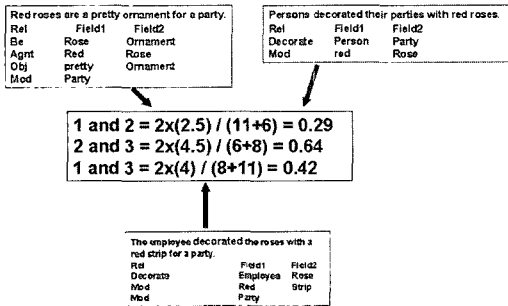 Red roses are a pretty ornament for a party.
Rel Field1 Field2
Be Rose Ornament
Agnt Red Rose
Obj pretty Ornament
Mod Party
Persons decorated their parties with red roses.
Rel Field1 Field2
Decorate Person Party
Mod red Rose
1 and 2 = 2x(2.5) / (11+6) = 0.29
2 and 3 = 2x(4.5) / (6+8) = 0.64
1 and 3 = 2x(4) / (8+11) = 0.42
The employee decorated the roses with a
red strip for a party.
Rel Field1 Field2
Decorate Employee Rose
Mod Red Strip
Mod Party